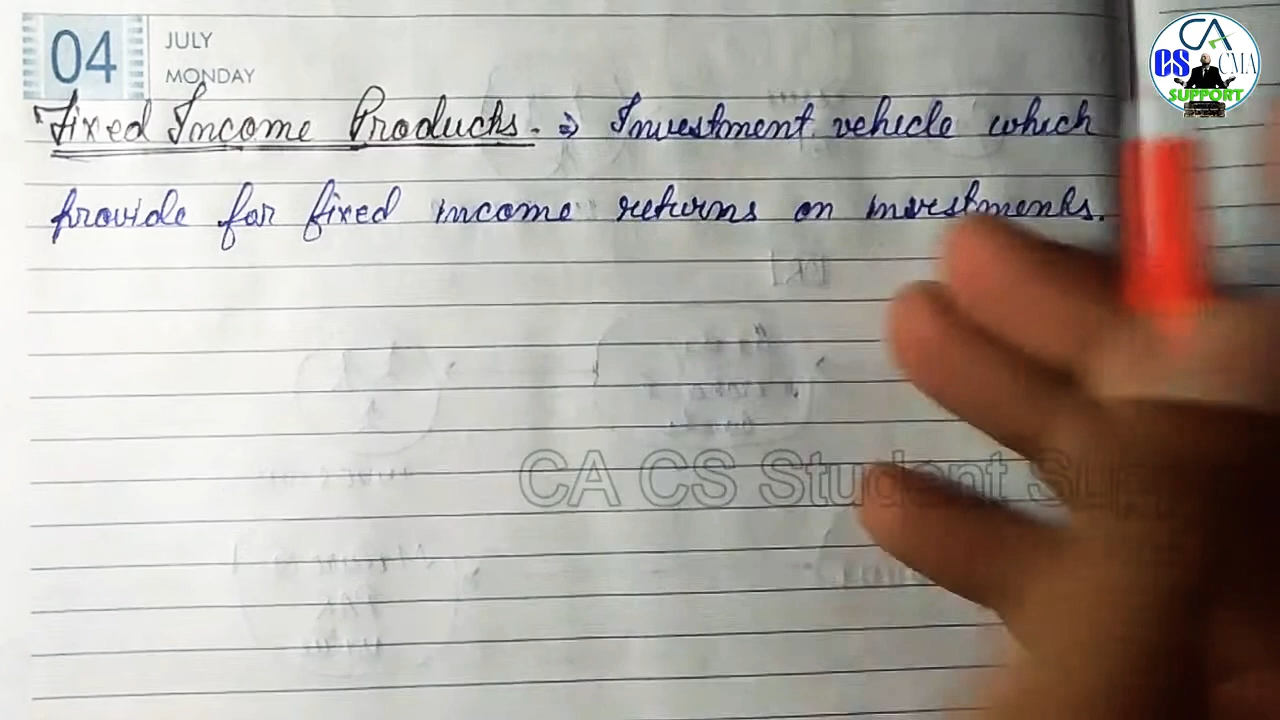 04
JULY
MONDAY
Fixed Income Products. ⇒ Investment vehicle which
provide for fixed income returns on investments.
CA CS Student Supp
CA
CS CMA
SUPPORT